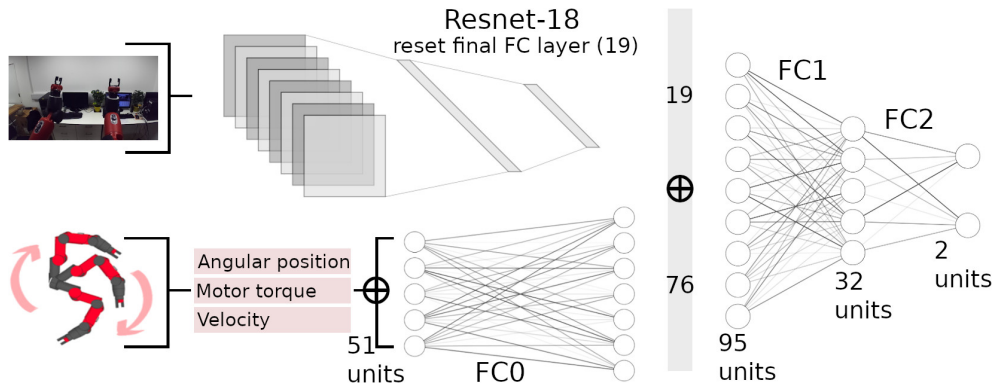 Resnet-18
reset final FC layer (19)
19
76
FC1
FC2
Angular position
Motor torque
Velocity
51
units
FC0
95
units
32
units
2
units